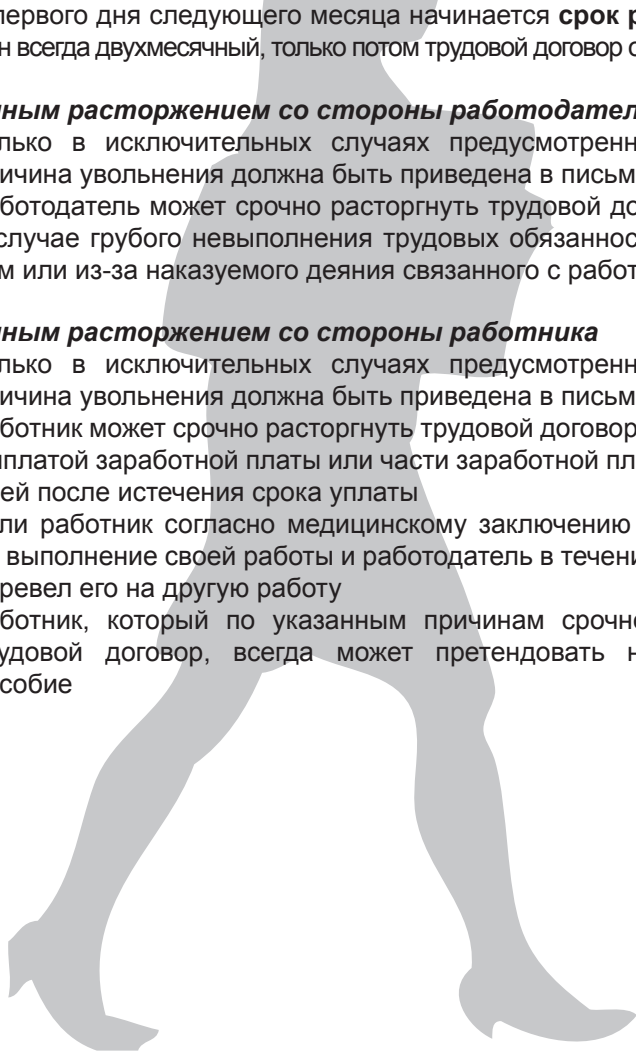 первого дня следующего месяца начинается срок р
н всегда двухмесячный, только потом трудовой договор
ным расторжением со стороны работодател
лько в исключительных случаях предусмотренн
ичина увольнения должна быть приведена в письм
ботодатель может срочно расторгнуть трудовой до
случае грубого невыполнения трудовых обязаннос
м или из-за наказуемого деяния связанного с работ
ным расторжением со стороны работника
лько в исключительных случаях предусмотренн
ичина увольнения должна быть приведена в письм
ботник может срочно расторгнуть трудовой договор
платой заработной платы или части заработной пл
ей после истечения срока уплаты
ли работник согласно медицинскому заключению
выполнение своей работы и работодатель в течени
ревел его на другую работу
ботник, который по указанным причинам срочн
удовой договор, всегда может претендовать н
собие